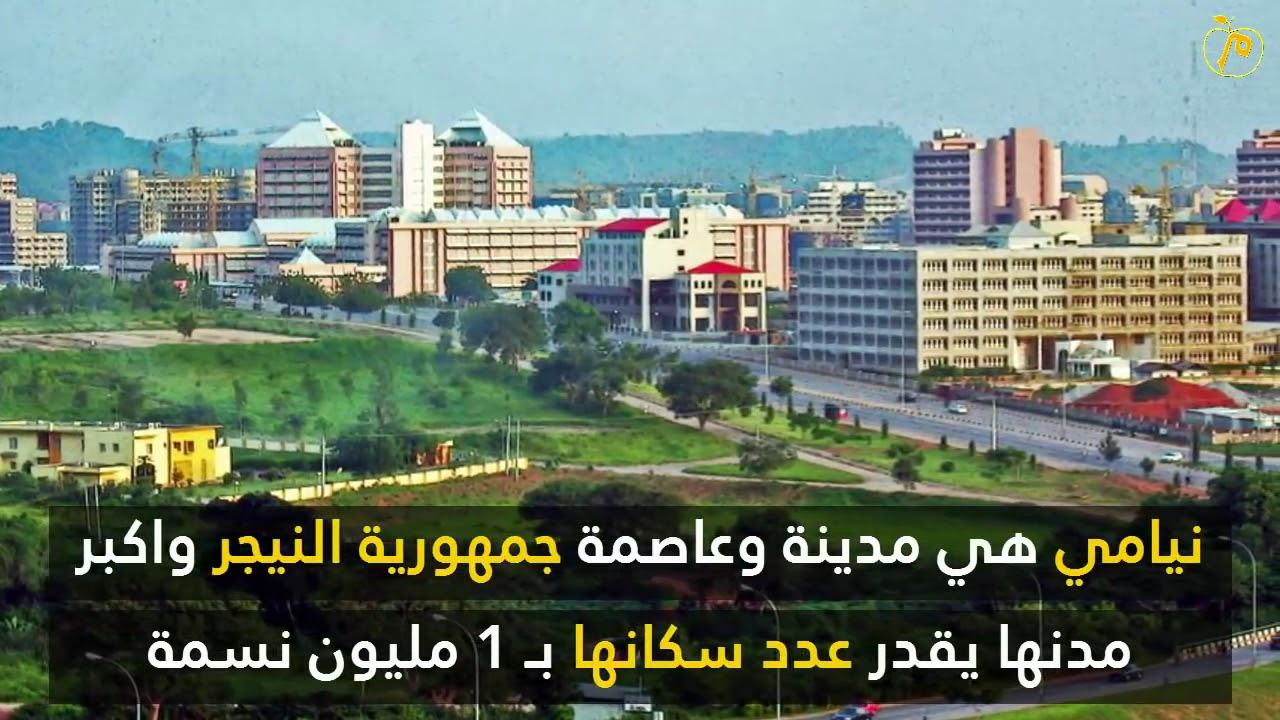 نيامي هي مدينة وعاصمة جمهورية النيجر واكبر
مدنها يقدر عدد سكانها بـ 1 مليون نسمة